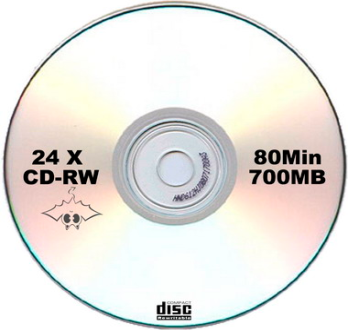 24 X
CD-RW
80Min
700MB
COMPACT
disc
ReWritable